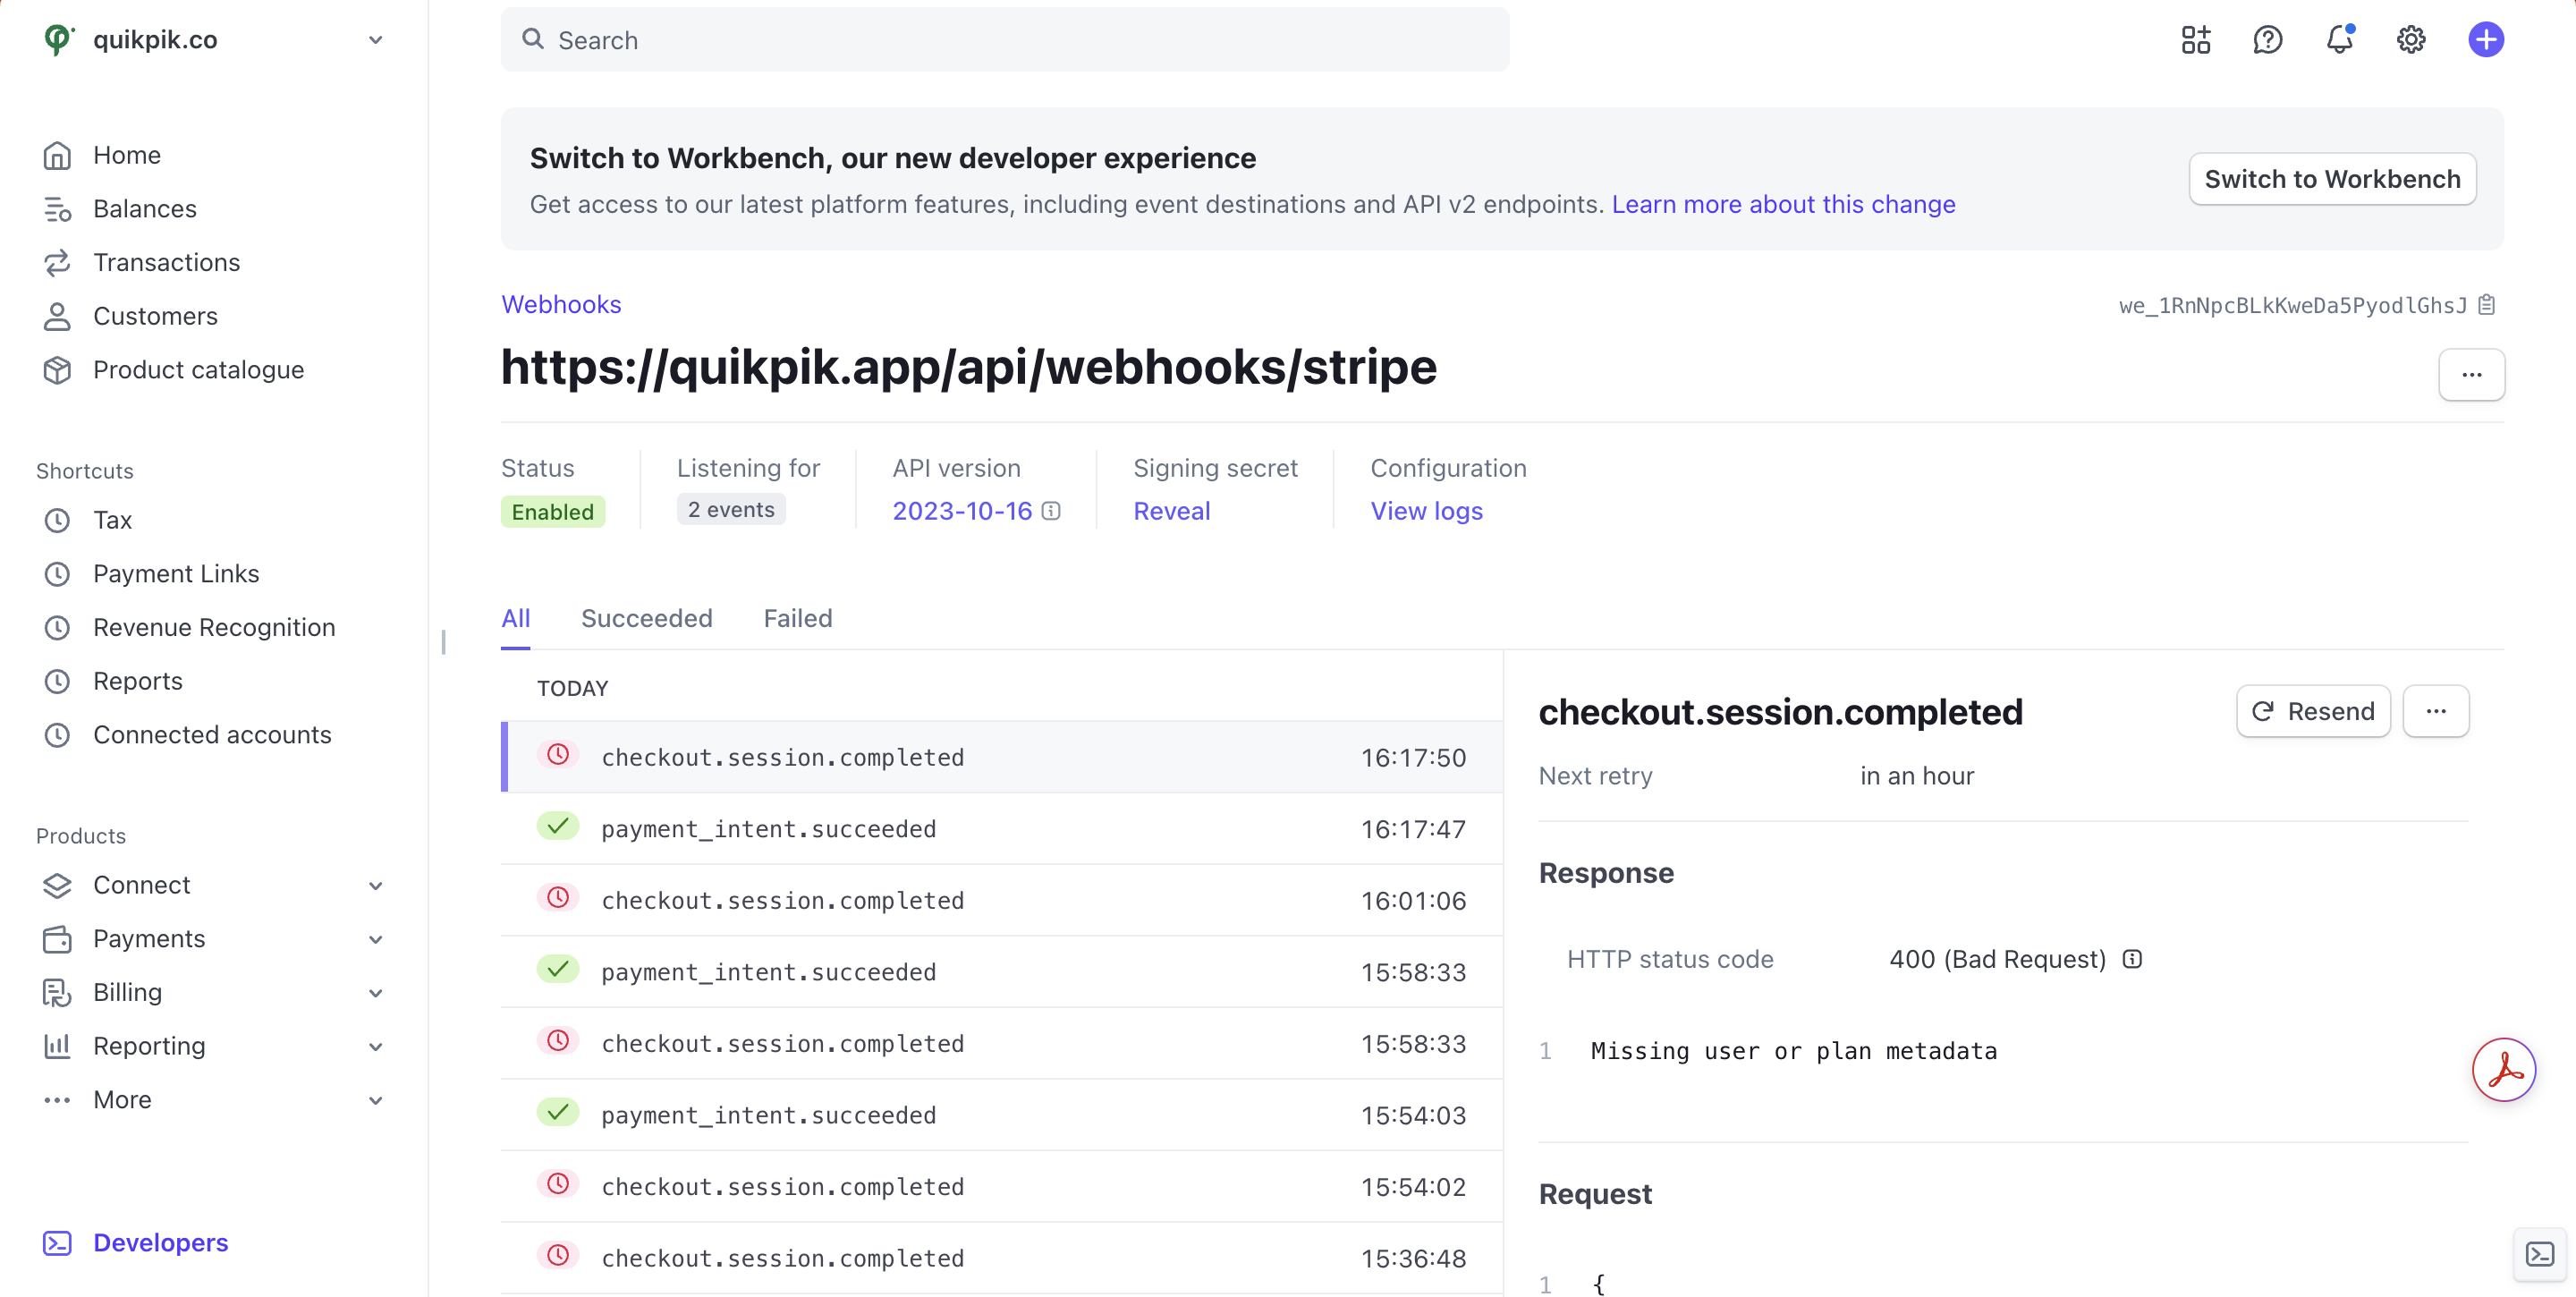 quikpik.co
Search
Home
Balances
Transactions
Customers
Product catalogue
Shortcuts
Tax
Payment Links
Revenue Recognition
Reports
Connected accounts
Products
Connect
Payments
Billing
Reporting
More
Developers
Switch to Workbench, our new developer experience
Get access to our latest platform features, including event destinations and API v2 endpoints. Learn more about this change
Switch to Workbench
Webhooks
we_1RnNpcBLkKweDa5PyodlGhsJ
https://quikpik.app/api/webhooks/stripe
Status
Enabled
Listening for
2 events
API version
2023-10-16
Signing secret
Reveal
Configuration
View logs
All Succeeded Failed
TODAY
checkout.session.completed 16:17:50
payment_intent.succeeded 16:17:47
checkout.session.completed 16:01:06
payment_intent.succeeded 15:58:33
checkout.session.completed 15:58:33
payment_intent.succeeded 15:54:03
checkout.session.completed 15:54:02
checkout.session.completed 15:36:48
checkout.session.completed
Resend
Next retry in an hour
Response
HTTP status code 400 (Bad Request)
1 Missing user or plan metadata
Request
1 {